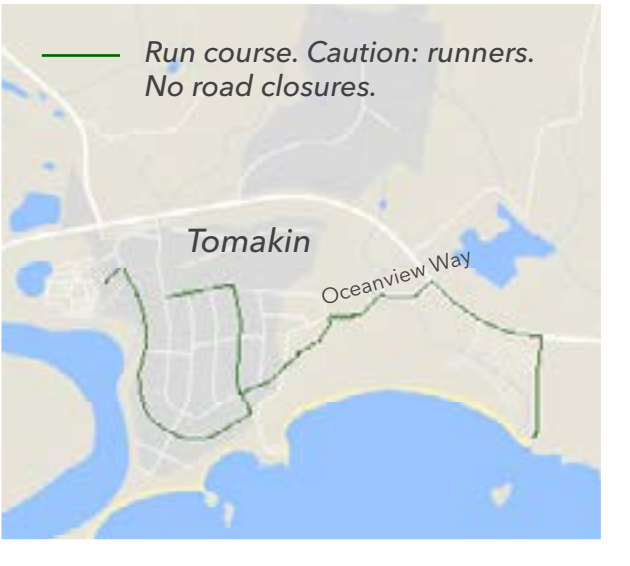 Run course. Caution: runners.
No road closures.
Tomakin
Oceanview Way